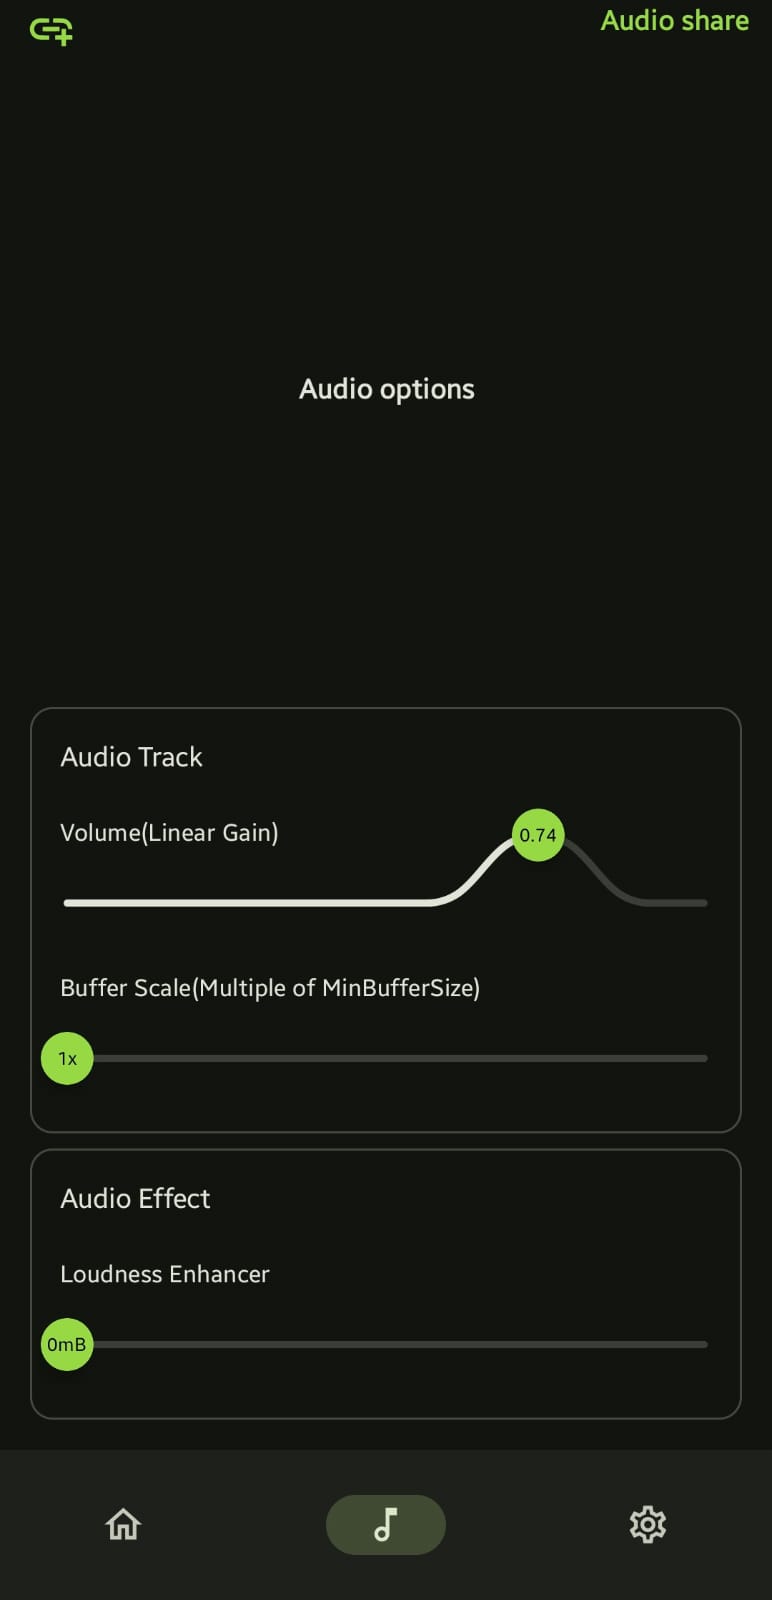 Audio share
Audio options
Audio Track
Volume(Linear Gain)
0.74
Buffer Scale(Multiple of MinBufferSize)
1x
Audio Effect
Loudness Enhancer
0mB